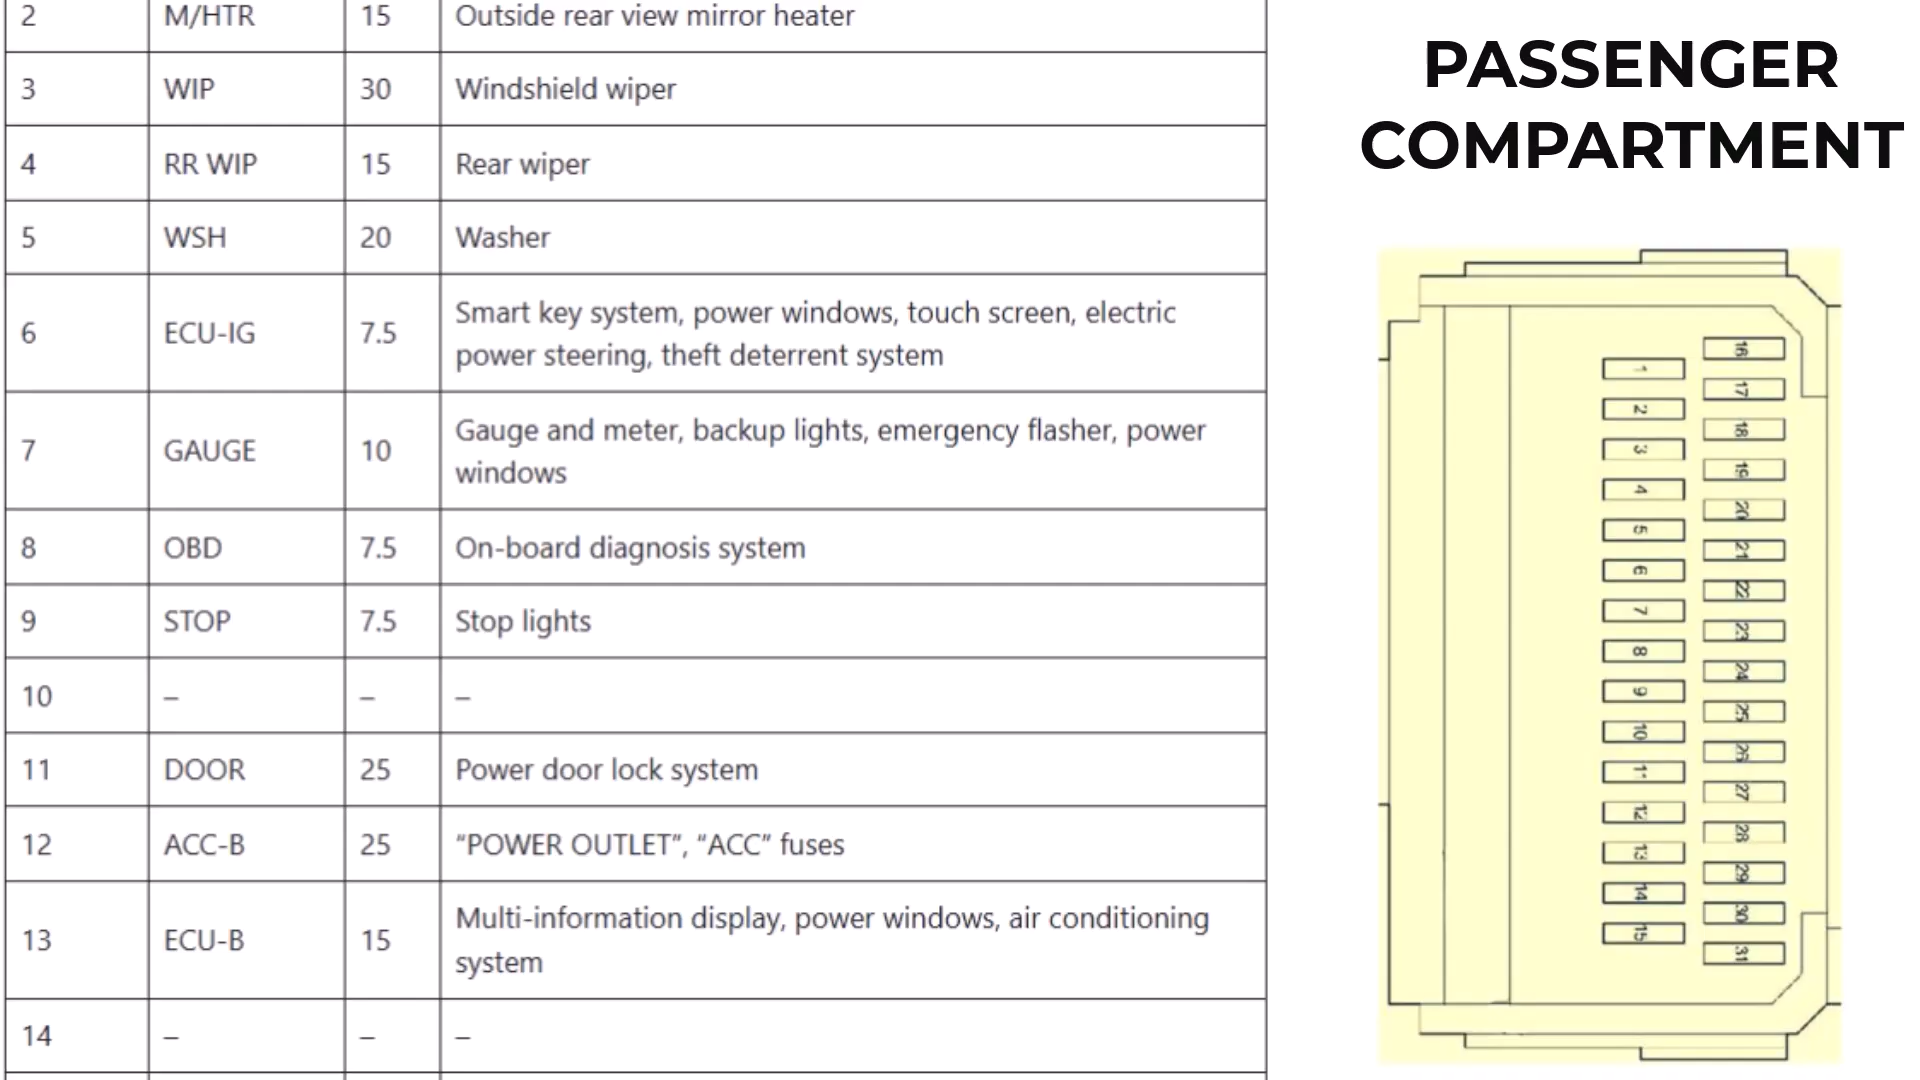 2 M/HTR 15 Outside rear view mirror heater
3 WIP 30 Windshield wiper
4 RR WIP 15 Rear wiper
5 WSH 20 Washer
6 ECU-IG 7.5 Smart key system, power windows, touch screen, electric
power steering, theft deterrent system
7 GAUGE 10 Gauge and meter, backup lights, emergency flasher, power
windows
8 OBD 7.5 On-board diagnosis system
9 STOP 7.5 Stop lights
10 – – –
11 DOOR 25 Power door lock system
12 ACC-B 25 “POWER OUTLET”, “ACC” fuses
13 ECU-B 15 Multi-information display, power windows, air conditioning
system
14 – – –
PASSENGER
COMPARTMENT
1
2
3
4
5
6
7
8
9
10
11
12
13
14
15
16
17
18
19
20
21
22
23
24
25
26
27
28
29
30
31